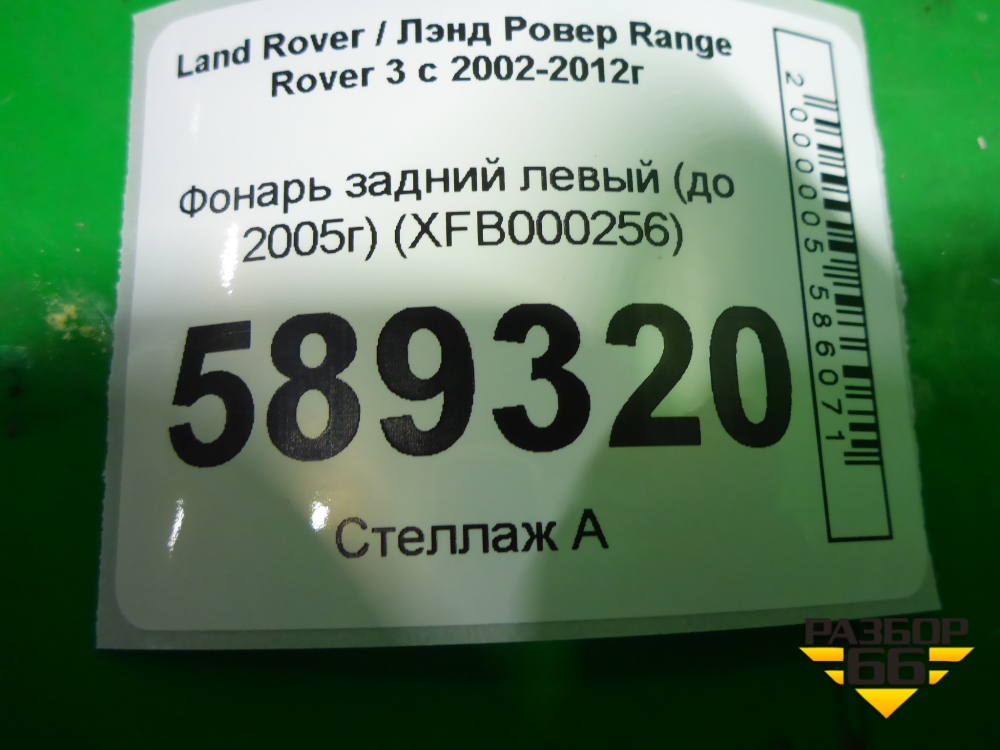 Land Rover / Лэнд Ровер Range
Rover 3 с 2002-2012г
Фонарь задний левый (до
2005г) (XFB000256)
589320
Стеллаж А
2000005586071
РАЗБОР
66